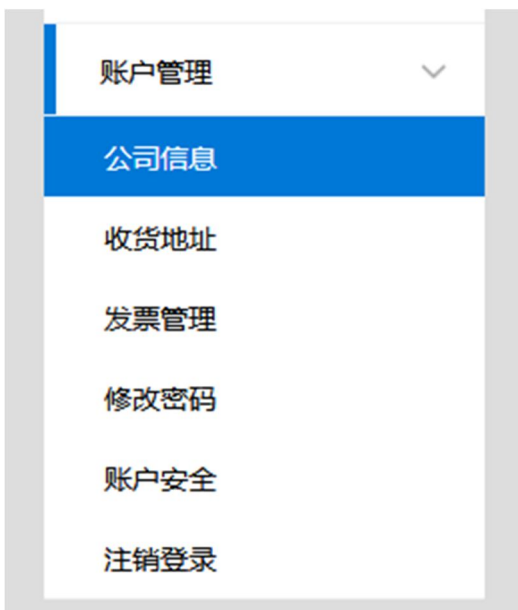 账户管理
公司信息
收货地址
发票管理
修改密码
账户安全
注销登录